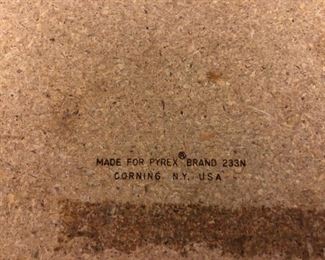 MADE FOR PYREX® BRAND 233N
CORNING, N.Y. USA